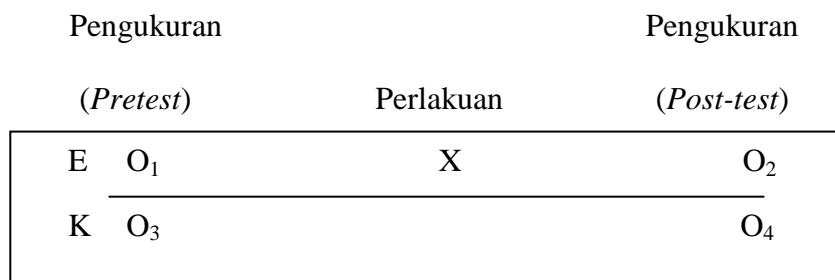 Pengukuran Pengukuran
(Pretest) Perlakuan (Post-test)
E O₁ X O₂
K O₃ O₄